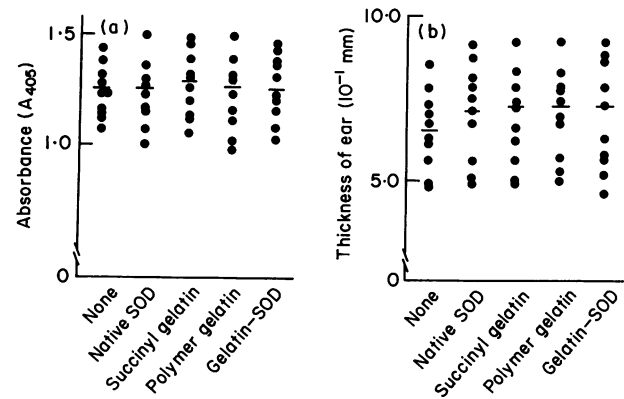 (a)
Absorbance (A405)
1·5
1·0
0
None
Native SOD
Succinyl gelatin
Polymer gelatin
Gelatin–SOD
(b)
Thickness of ear (10⁻¹ mm)
10·0
5·0
0
None
Native SOD
Succinyl gelatin
Polymer gelatin
Gelatin–SOD